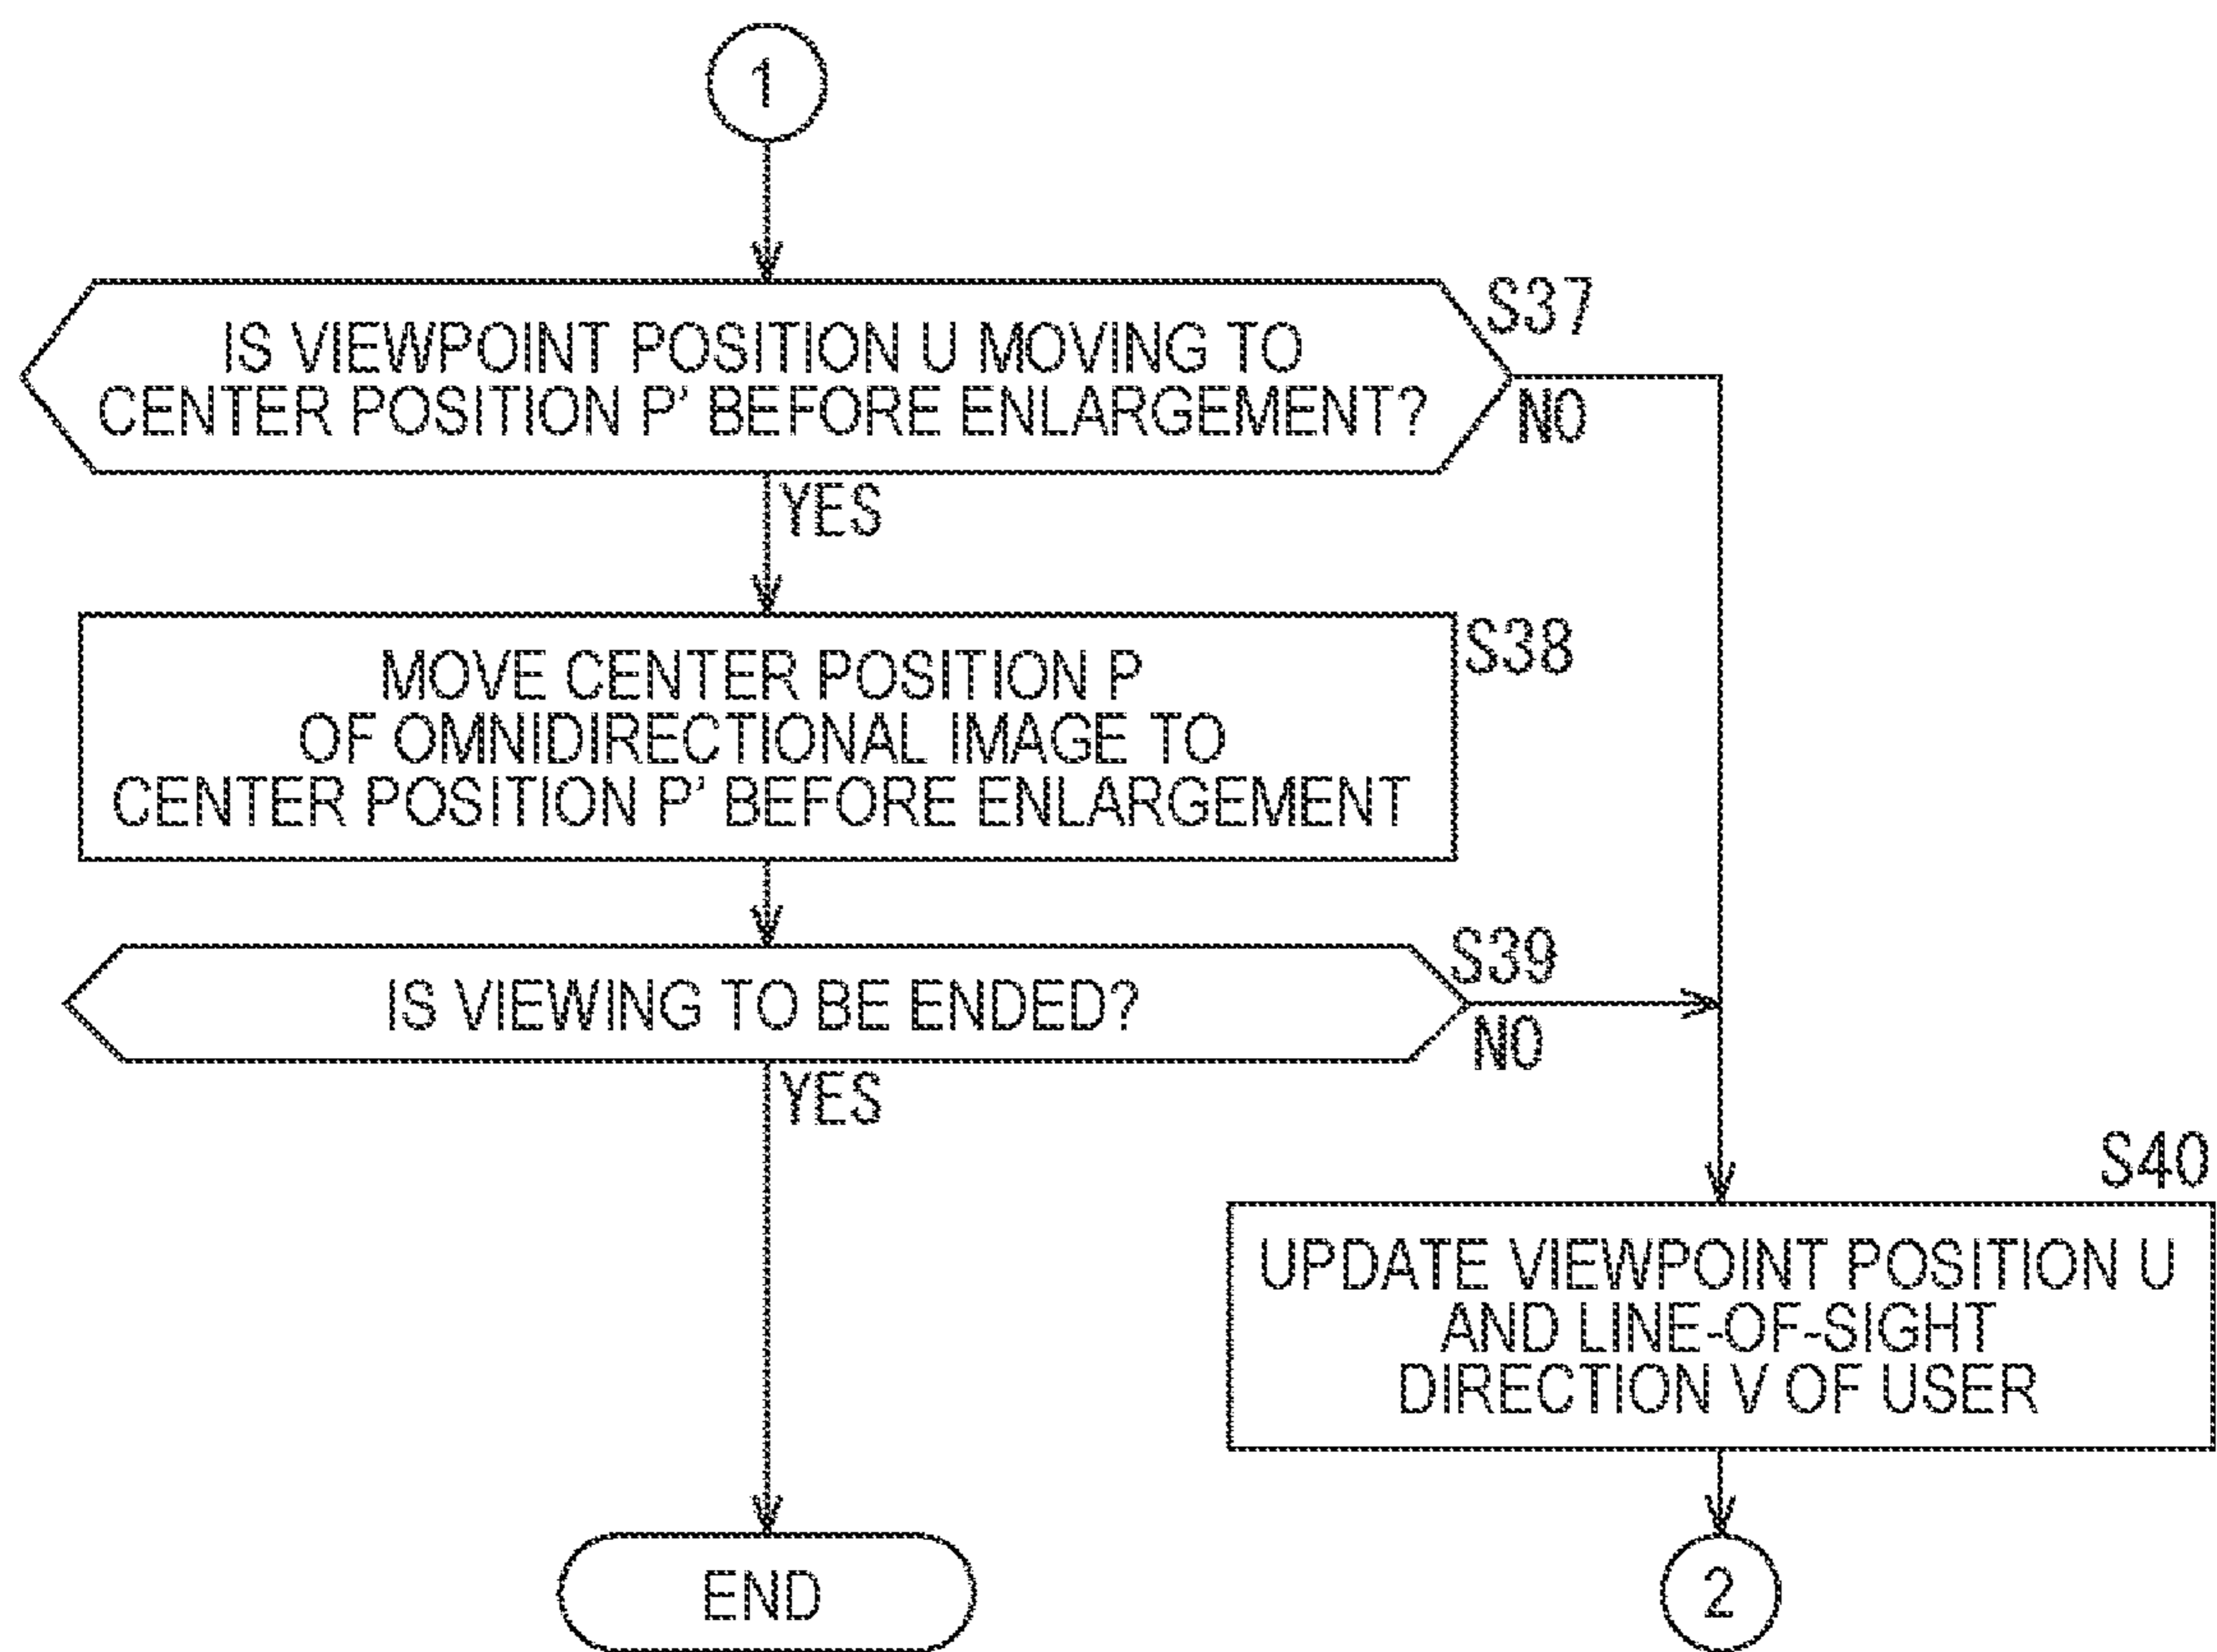 1
S37
IS VIEWPOINT POSITION U MOVING TO
CENTER POSITION P' BEFORE ENLARGEMENT?
NO
YES
S38
MOVE CENTER POSITION P
OF OMNIDIRECTIONAL IMAGE TO
CENTER POSITION P' BEFORE ENLARGEMENT
S39
IS VIEWING TO BE ENDED?
NO
YES
S40
UPDATE VIEWPOINT POSITION U
AND LINE-OF-SIGHT
DIRECTION V OF USER
END
2